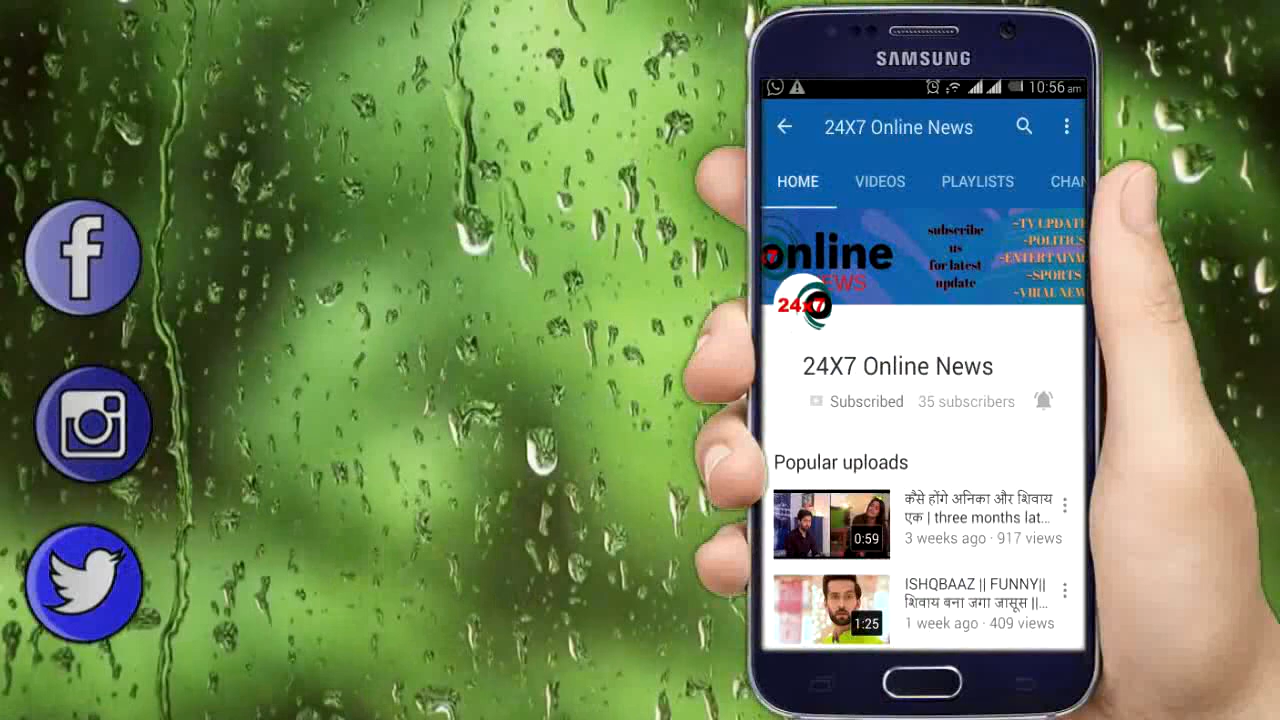 SAMSUNG
10:56 am
24X7 Online News
HOME VIDEOS PLAYLISTS CHAN
online
NEWS
subscribe
us
for latest
update
~TV UPDATE
~POLITICS
~ENTERTAINM
~SPORTS
~VIRAL NEW
24x7
24X7 Online News
Subscribed 35 subscribers
Popular uploads
कैसे होंगे अनिका और शिवाय
एक | three months lat...
3 weeks ago · 917 views
0:59
ISHQBAAZ || FUNNY||
शिवाय बना जगा जासूस ||...
1 week ago · 409 views
1:25